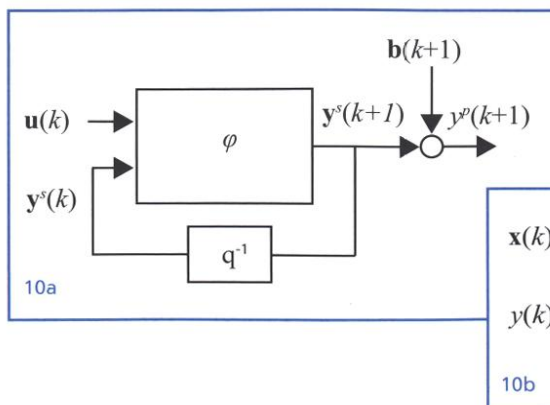 b(k+1)
u(k)
φ
yˢ(k+1)
yᵖ(k+1)
yˢ(k)
q⁻¹
10a
x(k)
y(k)
10b